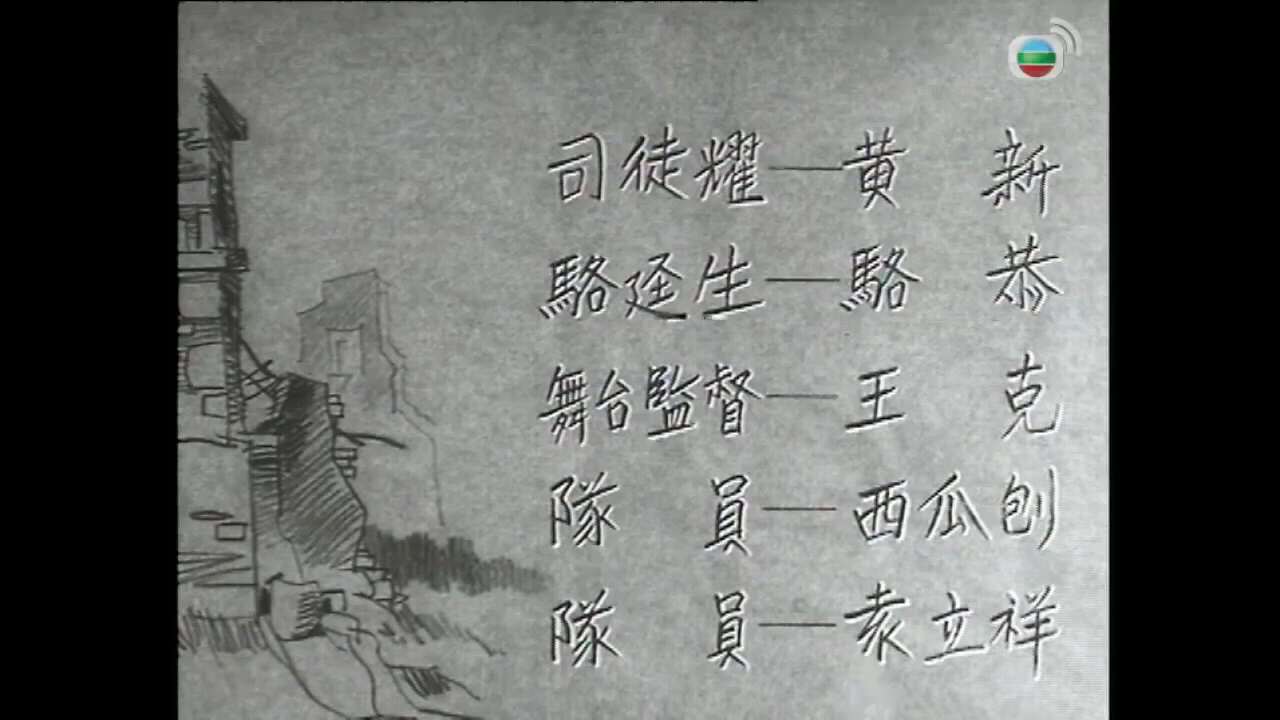 司徒耀——黄 新
駱廷生——駱 恭
舞台監督——王 克
隊 員——西瓜刨
隊 員——袁立祥